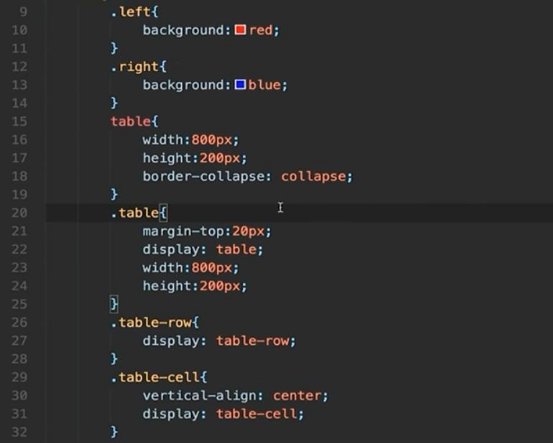 9 .left{
10 background:red;
11 }
12 .right{
13 background:blue;
14 }
15 table{
16 width:800px;
17 height:200px;
18 border-collapse: collapse;
19 }
20 .table{
21 margin-top:20px;
22 display: table;
23 width:800px;
24 height:200px;
25 }
26 .table-row{
27 display: table-row;
28 }
29 .table-cell{
30 vertical-align: center;
31 display: table-cell;
32 }